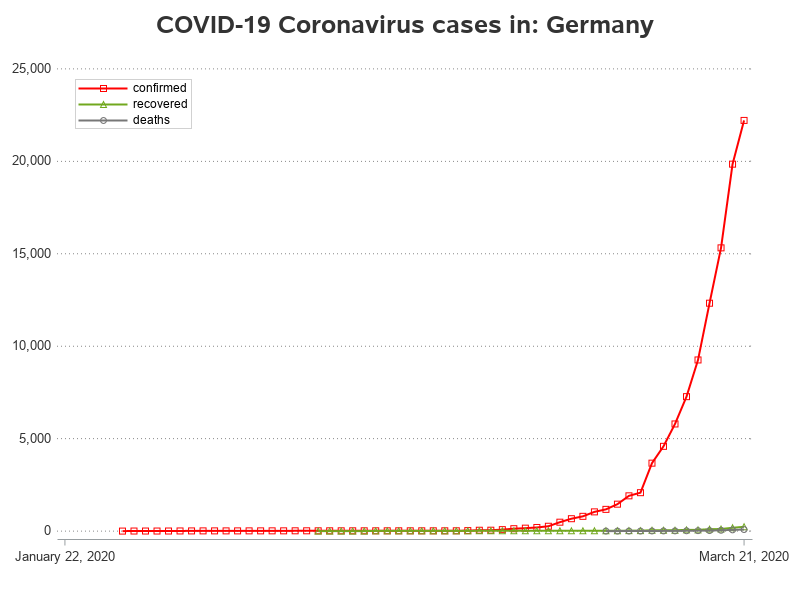 COVID-19 Coronavirus cases in: Germany
25,000
confirmed
recovered
deaths
20,000
15,000
10,000
5,000
0
January 22, 2020
March 21, 2020